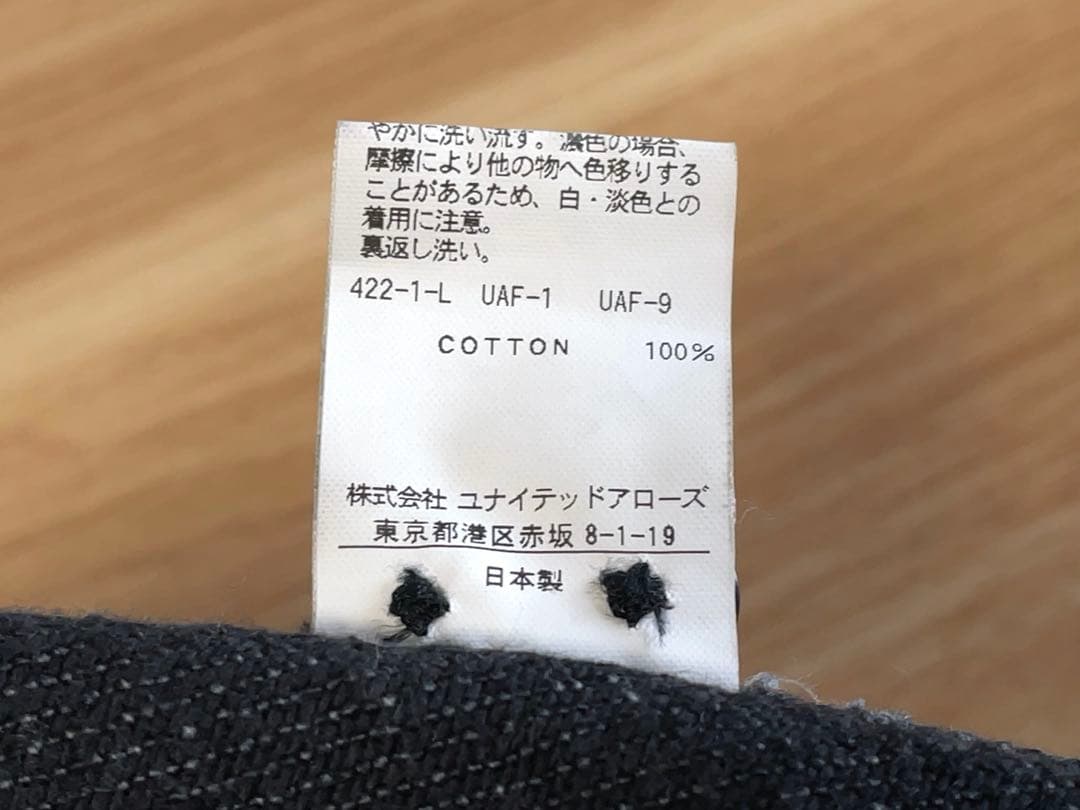 やかに洗い流す。濃色の場合、
摩擦により他の物へ色移りする
ことがあるため、白・淡色との
着用に注意。
裏返し洗い。
422-1-L UAF-1 UAF-9
COTTON 100%
株式会社 ユナイテッドアローズ
東京都港区赤坂 8-1-19
日本製